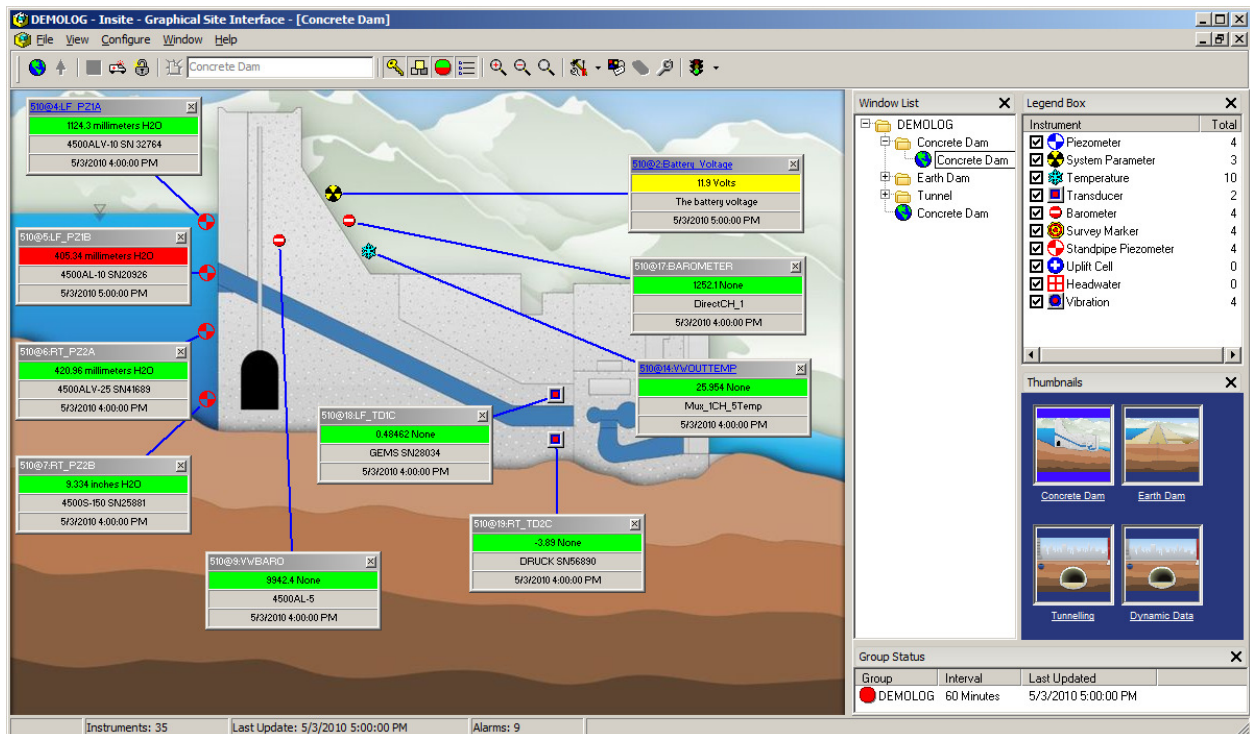 DEMOLOG - Insite - Graphical Site Interface - [Concrete Dam]
File View Configure Window Help
Concrete Dam
510@4:LF_PZ1A
1124.3 millimeters H2O
4500ALV-10 SN 32764
5/3/2010 4:00:00 PM
510@5:LF_PZ1B
405.34 millimeters H2O
4500AL-10 SN20926
5/3/2010 5:00:00 PM
510@6:RT_PZ2A
420.96 millimeters H2O
4500ALV-25 SN41689
5/3/2010 4:00:00 PM
510@7:RT_PZ2B
9.334 inches H2O
4500S-150 SN25881
5/3/2010 4:00:00 PM
510@9:VWBARO
9942.4 None
4500AL-5
5/3/2010 4:00:00 PM
510@18:LF_TD1C
0.48462 None
GEMS SN28034
5/3/2010 4:00:00 PM
510@19:RT_TD2C
-3.89 None
DRUCK SN56890
5/3/2010 4:00:00 PM
510@2:Battery_Voltage
11.9 Volts
The battery voltage
5/3/2010 5:00:00 PM
510@17:BAROMETER
1252.1 None
DirectCH_1
5/3/2010 4:00:00 PM
510@14:VWOUTTEMP
25.954 None
Mux_1CH_5Temp
5/3/2010 4:00:00 PM
Window List
DEMOLOG
Concrete Dam
Concrete Dam
Earth Dam
Tunnel
Concrete Dam
Legend Box
Instrument Total
Piezometer 4
System Parameter 3
Temperature 10
Transducer 2
Barometer 4
Survey Marker 4
Standpipe Piezometer 4
Uplift Cell 0
Headwater 0
Vibration 4
Thumbnails
Concrete Dam Earth Dam
Tunnelling Dynamic Data
Group Status
Group Interval Last Updated
DEMOLOG 60 Minutes 5/3/2010 5:00:00 PM
Instruments: 35 Last Update: 5/3/2010 5:00:00 PM Alarms: 9